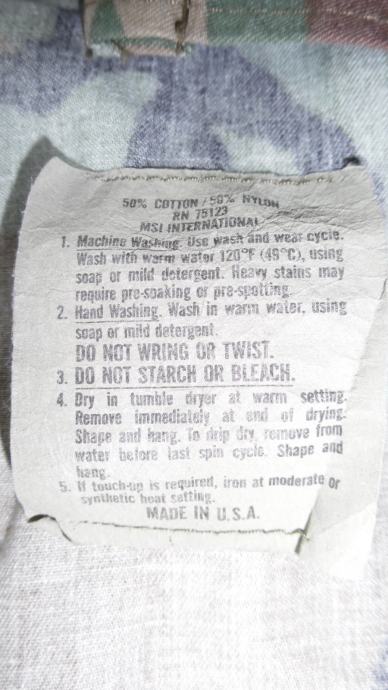 50% COTTON / 50% NYLON
RN 75123
MSI INTERNATIONAL
1. Machine Washing. Use wash and wear cycle.
Wash with warm water 120°F (49°C), using
soap or mild detergent. Heavy stains may
require pre-soaking or pre-spotting.
2. Hand Washing. Wash in warm water, using
soap or mild detergent.
DO NOT WRING OR TWIST.
3. DO NOT STARCH OR BLEACH.
4. Dry in tumble dryer at warm setting.
Remove immediately at end of drying.
Shape and hang. To drip dry, remove from
water before last spin cycle. Shape and
hang.
5. If touch-up is required, iron at moderate or
synthetic heat setting.
MADE IN U.S.A.